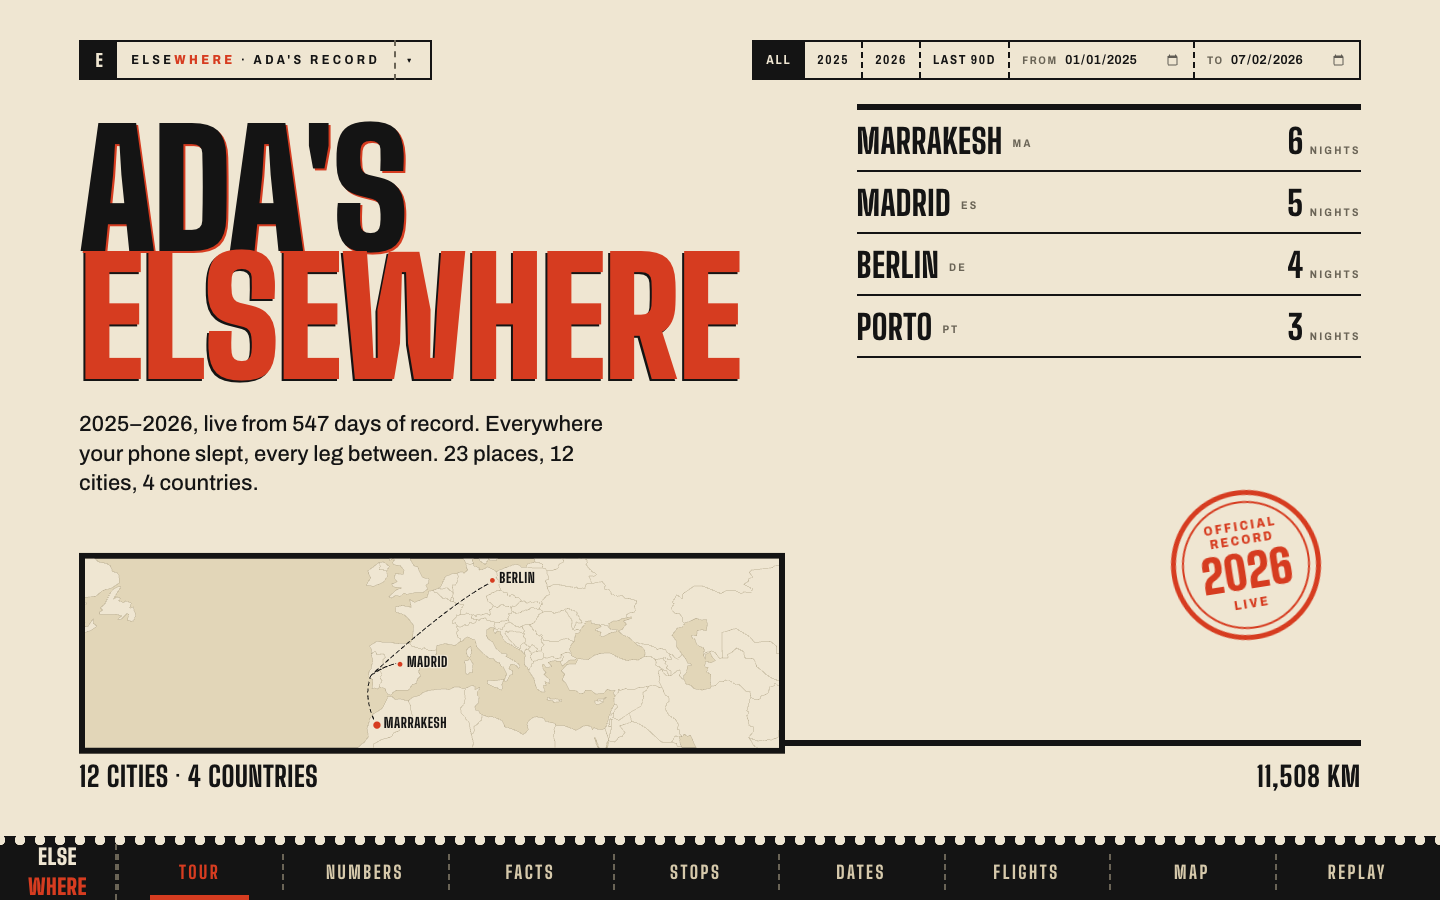 E ELSEWHERE · ADA'S RECORD ▾
ALL 2025 2026 LAST 90D FROM 01/01/2025 TO 07/02/2026
ADA'S
ELSEWHERE
2025–2026, live from 547 days of record. Everywhere
your phone slept, every leg between. 23 places, 12
cities, 4 countries.
MARRAKESH MA 6 NIGHTS
MADRID ES 5 NIGHTS
BERLIN DE 4 NIGHTS
PORTO PT 3 NIGHTS
OFFICIAL
RECORD
2026
LIVE
BERLIN
MADRID
MARRAKESH
12 CITIES · 4 COUNTRIES
11,508 KM
ELSE
WHERE
TOUR NUMBERS FACTS STOPS DATES FLIGHTS MAP REPLAY